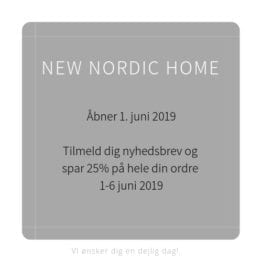 NEW NORDIC HOME
Åbner 1. juni 2019
Tilmeld dig nyhedsbrev og
spar 25% på hele din ordre
1-6 juni 2019
Vi ønsker dig en dejlig dag!